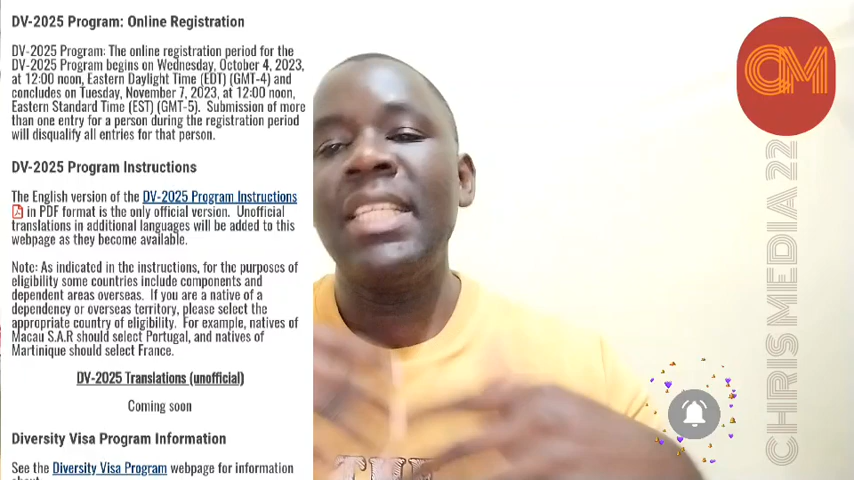 DV-2025 Program: Online Registration
DV-2025 Program: The online registration period for the
DV-2025 Program begins on Wednesday, October 4, 2023,
at 12:00 noon, Eastern Daylight Time (EDT) (GMT-4) and
concludes on Tuesday, November 7, 2023, at 12:00 noon,
Eastern Standard Time (EST) (GMT-5). Submission of more
than one entry for a person during the registration period
will disqualify all entries for that person.
DV-2025 Program Instructions
The English version of the DV-2025 Program Instructions
in PDF format is the only official version. Unofficial
translations in additional languages will be added to this
webpage as they become available.
Note: As indicated in the instructions, for the purposes of
eligibility some countries include components and
dependent areas overseas. If you are a native of a
dependency or overseas territory, please select the
appropriate country of eligibility. For example, natives of
Macau S.A.R should select Portugal, and natives of
Martinique should select France.
DV-2025 Translations (unofficial)
Coming soon
Diversity Visa Program Information
See the Diversity Visa Program webpage for information
CM
CHRIS MEDIA 22